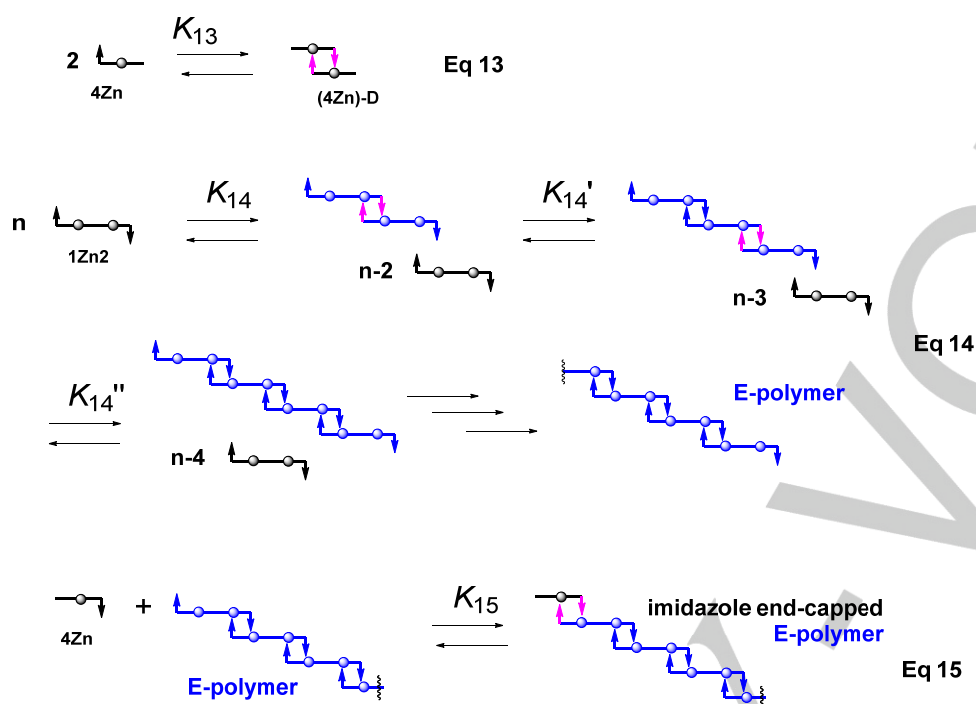 K13
2
4Zn
(4Zn)-D
Eq 13
K14
K14'
n
1Zn2
n-2
n-3
Eq 14
K14"
n-4
E-polymer
4Zn
+
E-polymer
K15
imidazole end-capped
E-polymer
Eq 15